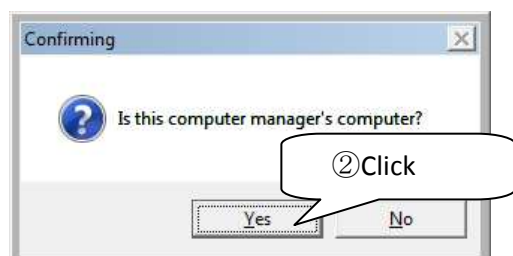 Confirming
Is this computer manager's computer?
②Click
Yes
No